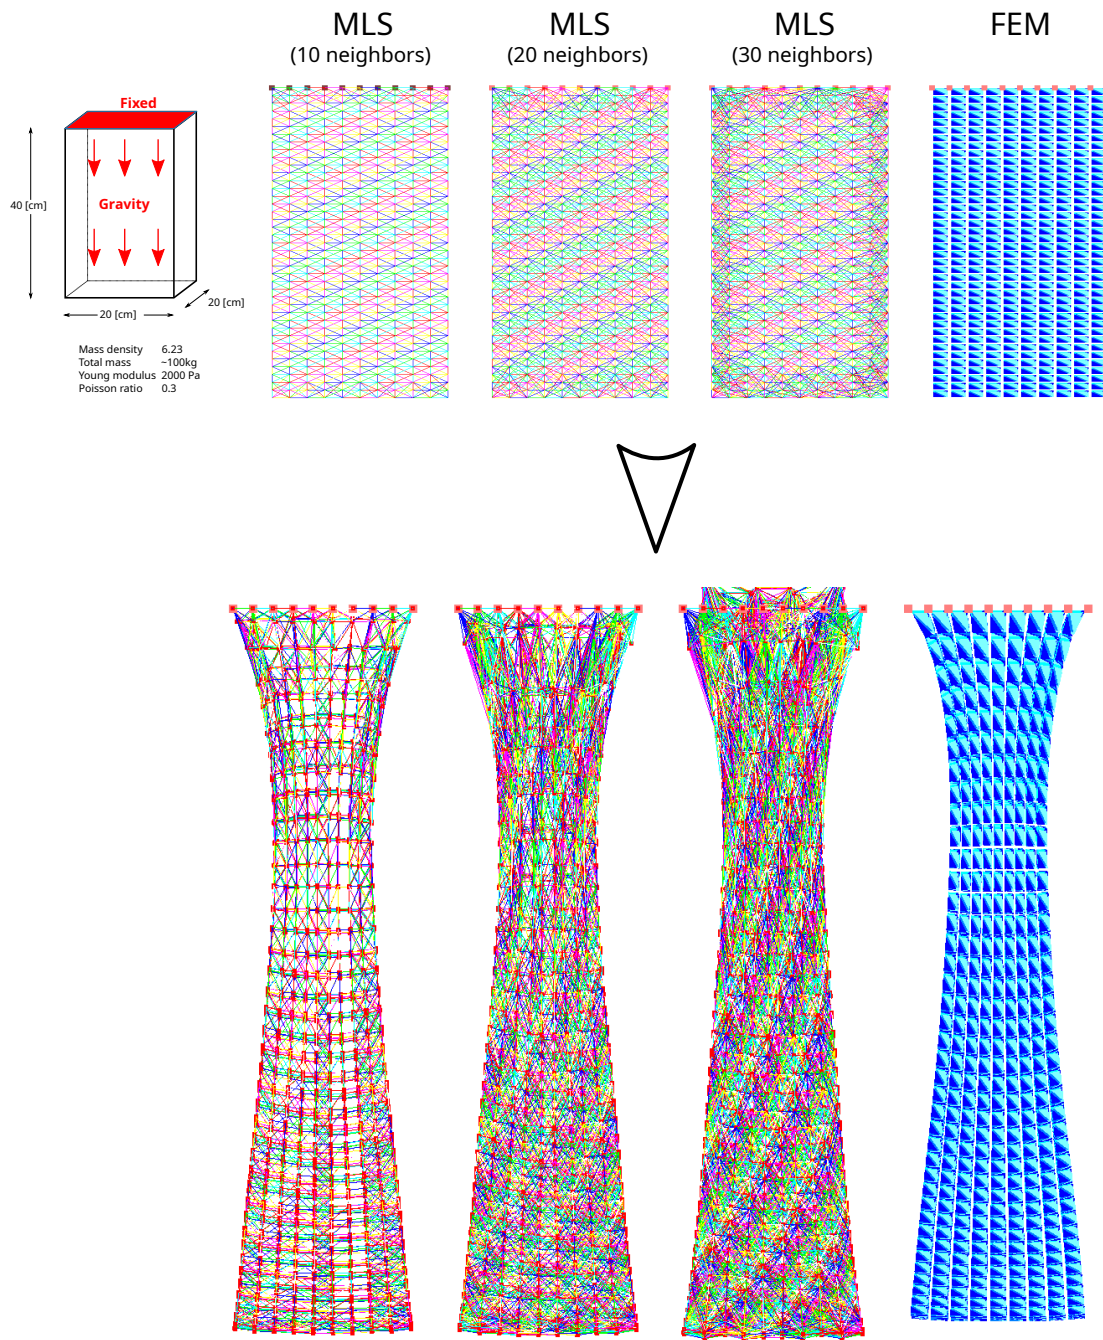 MLS
(10 neighbors)
MLS
(20 neighbors)
MLS
(30 neighbors)
FEM
Fixed
Gravity
40 [cm]
20 [cm]
20 [cm]
Mass density 6.23
Total mass ~100kg
Young modulus 2000 Pa
Poisson ratio 0.3